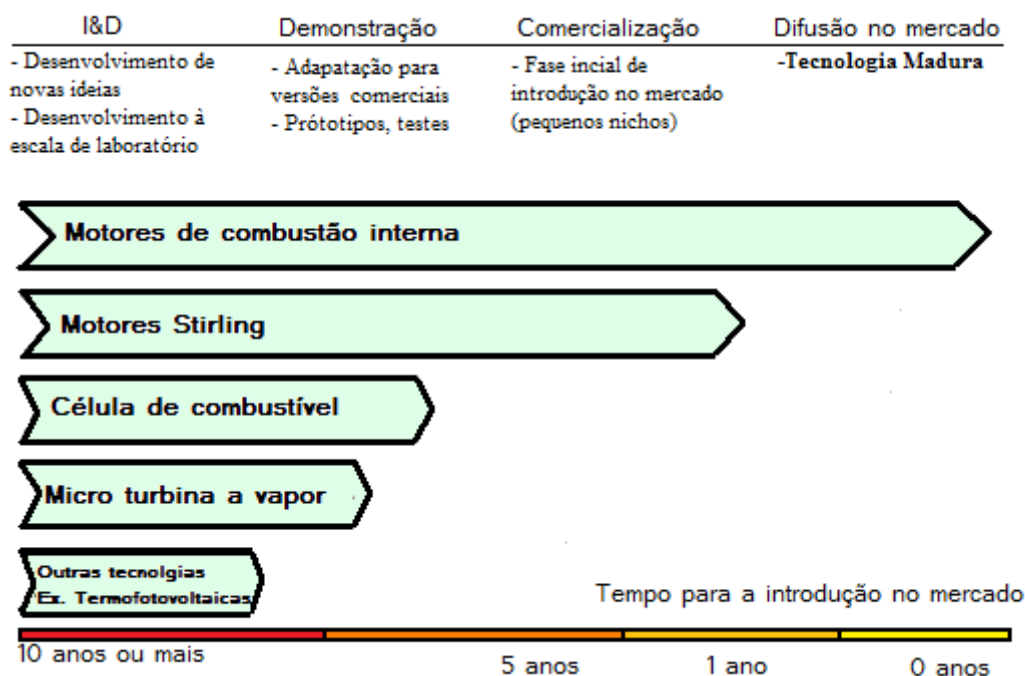 I&D
Demonstração
Comercialização
Difusão no mercado
- Desenvolvimento de
novas ideias
- Desenvolvimento à
escala de laboratório
- Adapatação para
versões comerciais
- Prótotipos, testes
- Fase incial de
introdução no mercado
(pequenos nichos)
-Tecnologia Madura
Motores de combustão interna
Motores Stirling
Célula de combustível
Micro turbina a vapor
Outras tecnolgias
Ex. Termofotovoltaicas
Tempo para a introdução no mercado
10 anos ou mais
5 anos
1 ano
0 anos